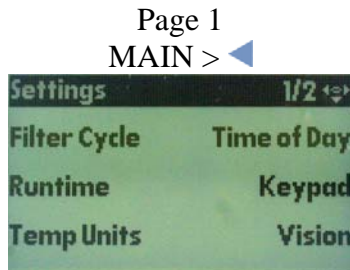 Page 1
MAIN >
Settings 1/2
Filter Cycle Time of Day
Runtime Keypad
Temp Units Vision